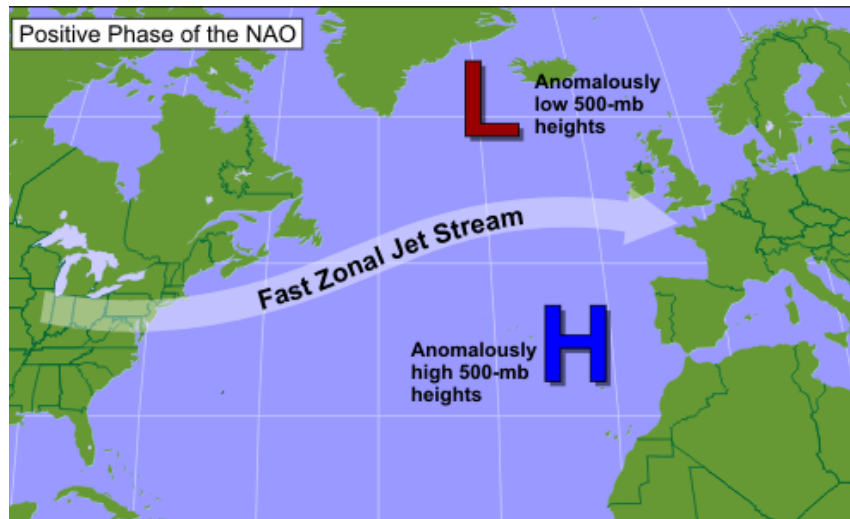 Positive Phase of the NAO
L
Anomalously
low 500-mb
heights
Fast Zonal Jet Stream
H
Anomalously
high 500-mb
heights